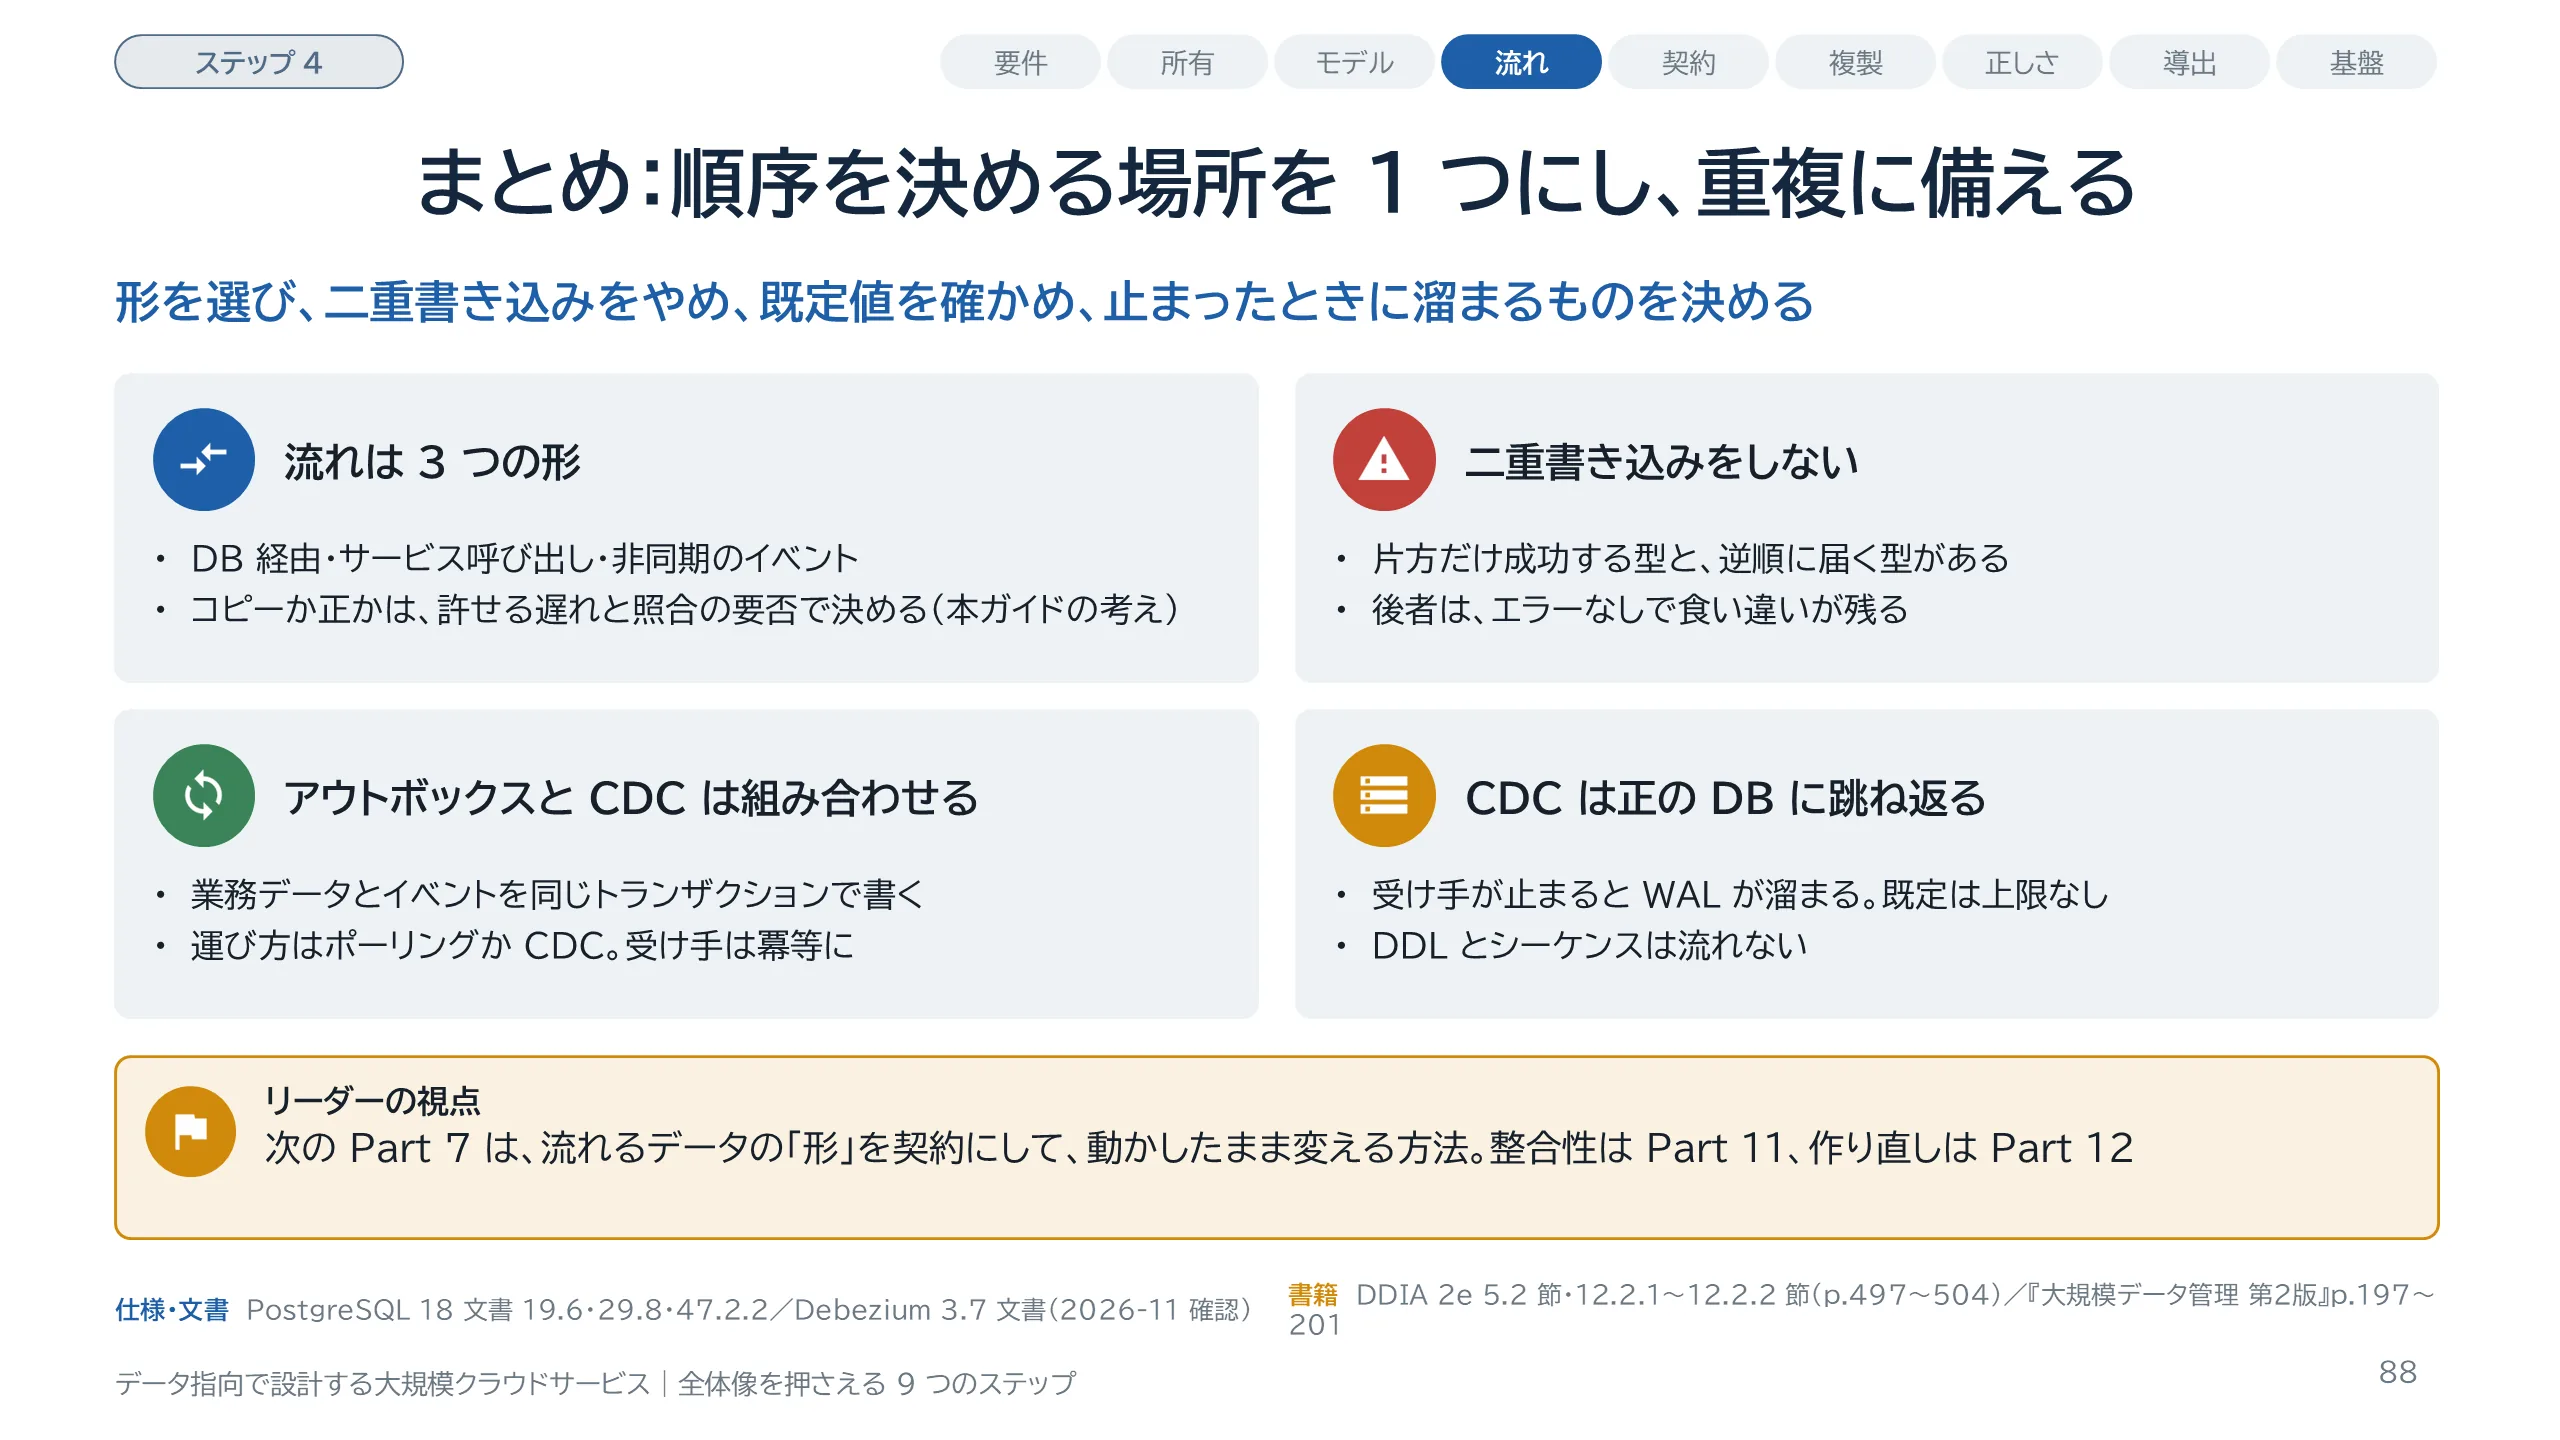 ステップ 4
要件
所有
モデル
流れ
契約
複製
正しさ
導出
基盤
まとめ：順序を決める場所を 1 つにし、重複に備える
形を選び、二重書き込みをやめ、既定値を確かめ、止まったときに溜まるものを決める
流れは 3 つの形
・ DB 経由・サービス呼び出し・非同期のイベント
・ コピーか正かは、許せる遅れと照合の要否で決める（本ガイドの考え）
二重書き込みをしない
・ 片方だけ成功する型と、逆順に届く型がある
・ 後者は、エラーなしで食い違いが残る
アウトボックスと CDC は組み合わせる
・ 業務データとイベントを同じトランザクションで書く
・ 運び方はポーリングか CDC。受け手は冪等に
CDC は正の DB に跳ね返る
・ 受け手が止まると WAL が溜まる。既定は上限なし
・ DDL とシーケンスは流れない
リーダーの視点
次の Part 7 は、流れるデータの「形」を契約にして、動かしたまま変える方法。整合性は Part 11、作り直しは Part 12
仕様・文書 PostgreSQL 18 文書 19.6・29.8・47.2.2／Debezium 3.7 文書（2026-11 確認）
書籍 DDIA 2e 5.2 節・12.2.1～12.2.2 節（p.497～504）／『大規模データ管理 第2版』p.197～
201
データ指向で設計する大規模クラウドサービス｜全体像を押さえる 9 つのステップ
88